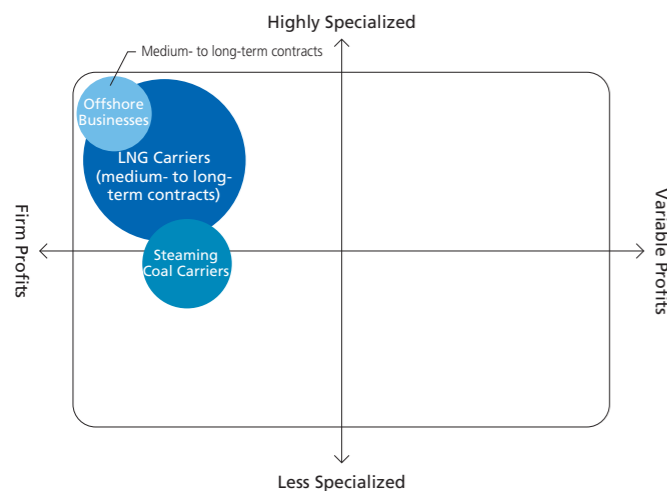 Highly Specialized
Medium- to long-term contracts
Offshore
Businesses
LNG Carriers
(medium- to long-
term contracts)
Firm Profits
Variable Profits
Steaming
Coal Carriers
Less Specialized